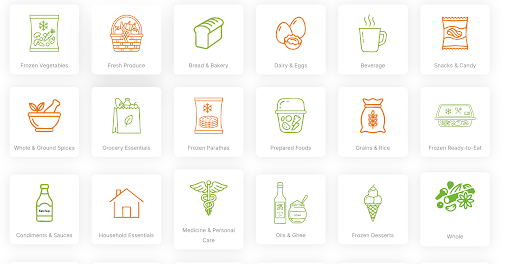 Frozen Vegetables
Fresh Produce
Bread & Bakery
Dairy & Eggs
Beverage
Snacks & Candy
Whole & Ground Spices
Grocery Essentials
Frozen Parathas
Prepared Foods
Grains & Rice
Frozen Ready-to-Eat
Condiments & Sauces
Household Essentials
Medicine & Personal
Care
Oils & Ghee
Frozen Desserts
Whole